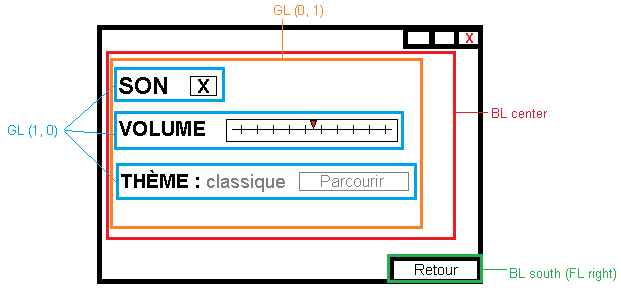 GL (0, 1)
X
SON X
GL (1, 0)
VOLUME
BL center
THÈME : classique Parcourir
Retour
BL south (FL right)